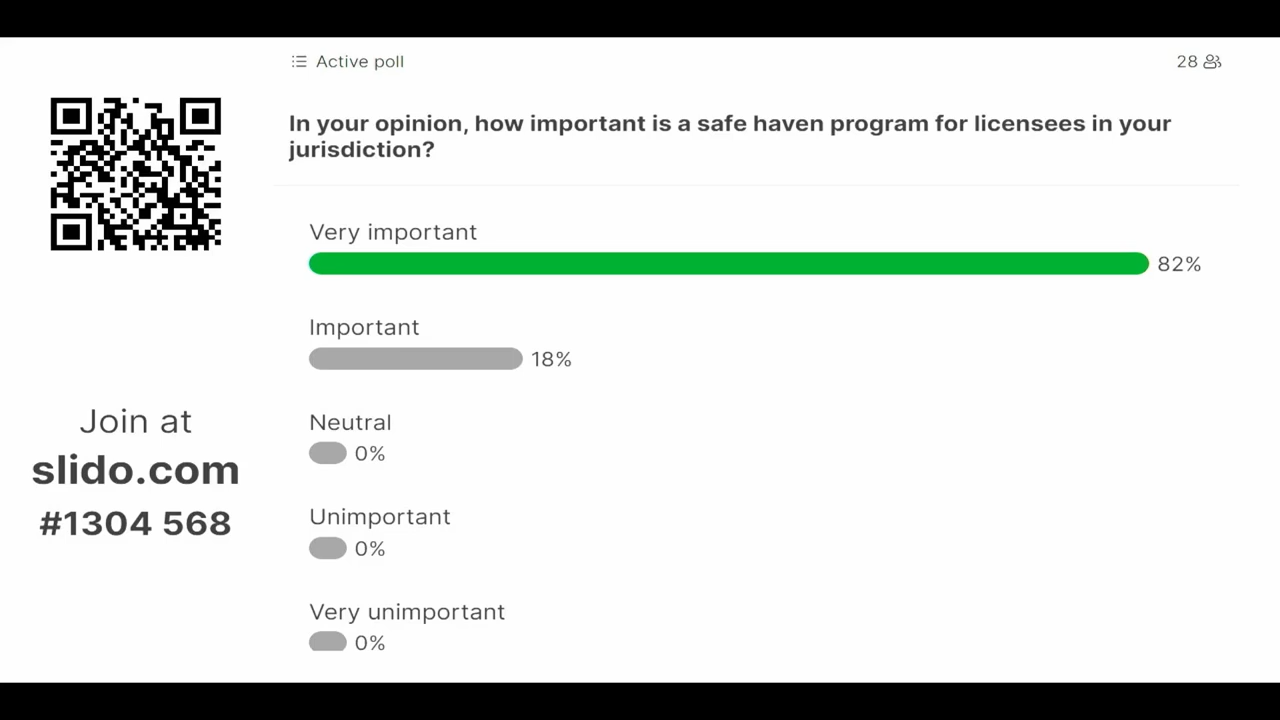 Active poll
28
In your opinion, how important is a safe haven program for licensees in your
jurisdiction?
Very important
82%
Important
18%
Neutral
0%
Unimportant
0%
Very unimportant
0%
Join at
slido.com
#1304 568